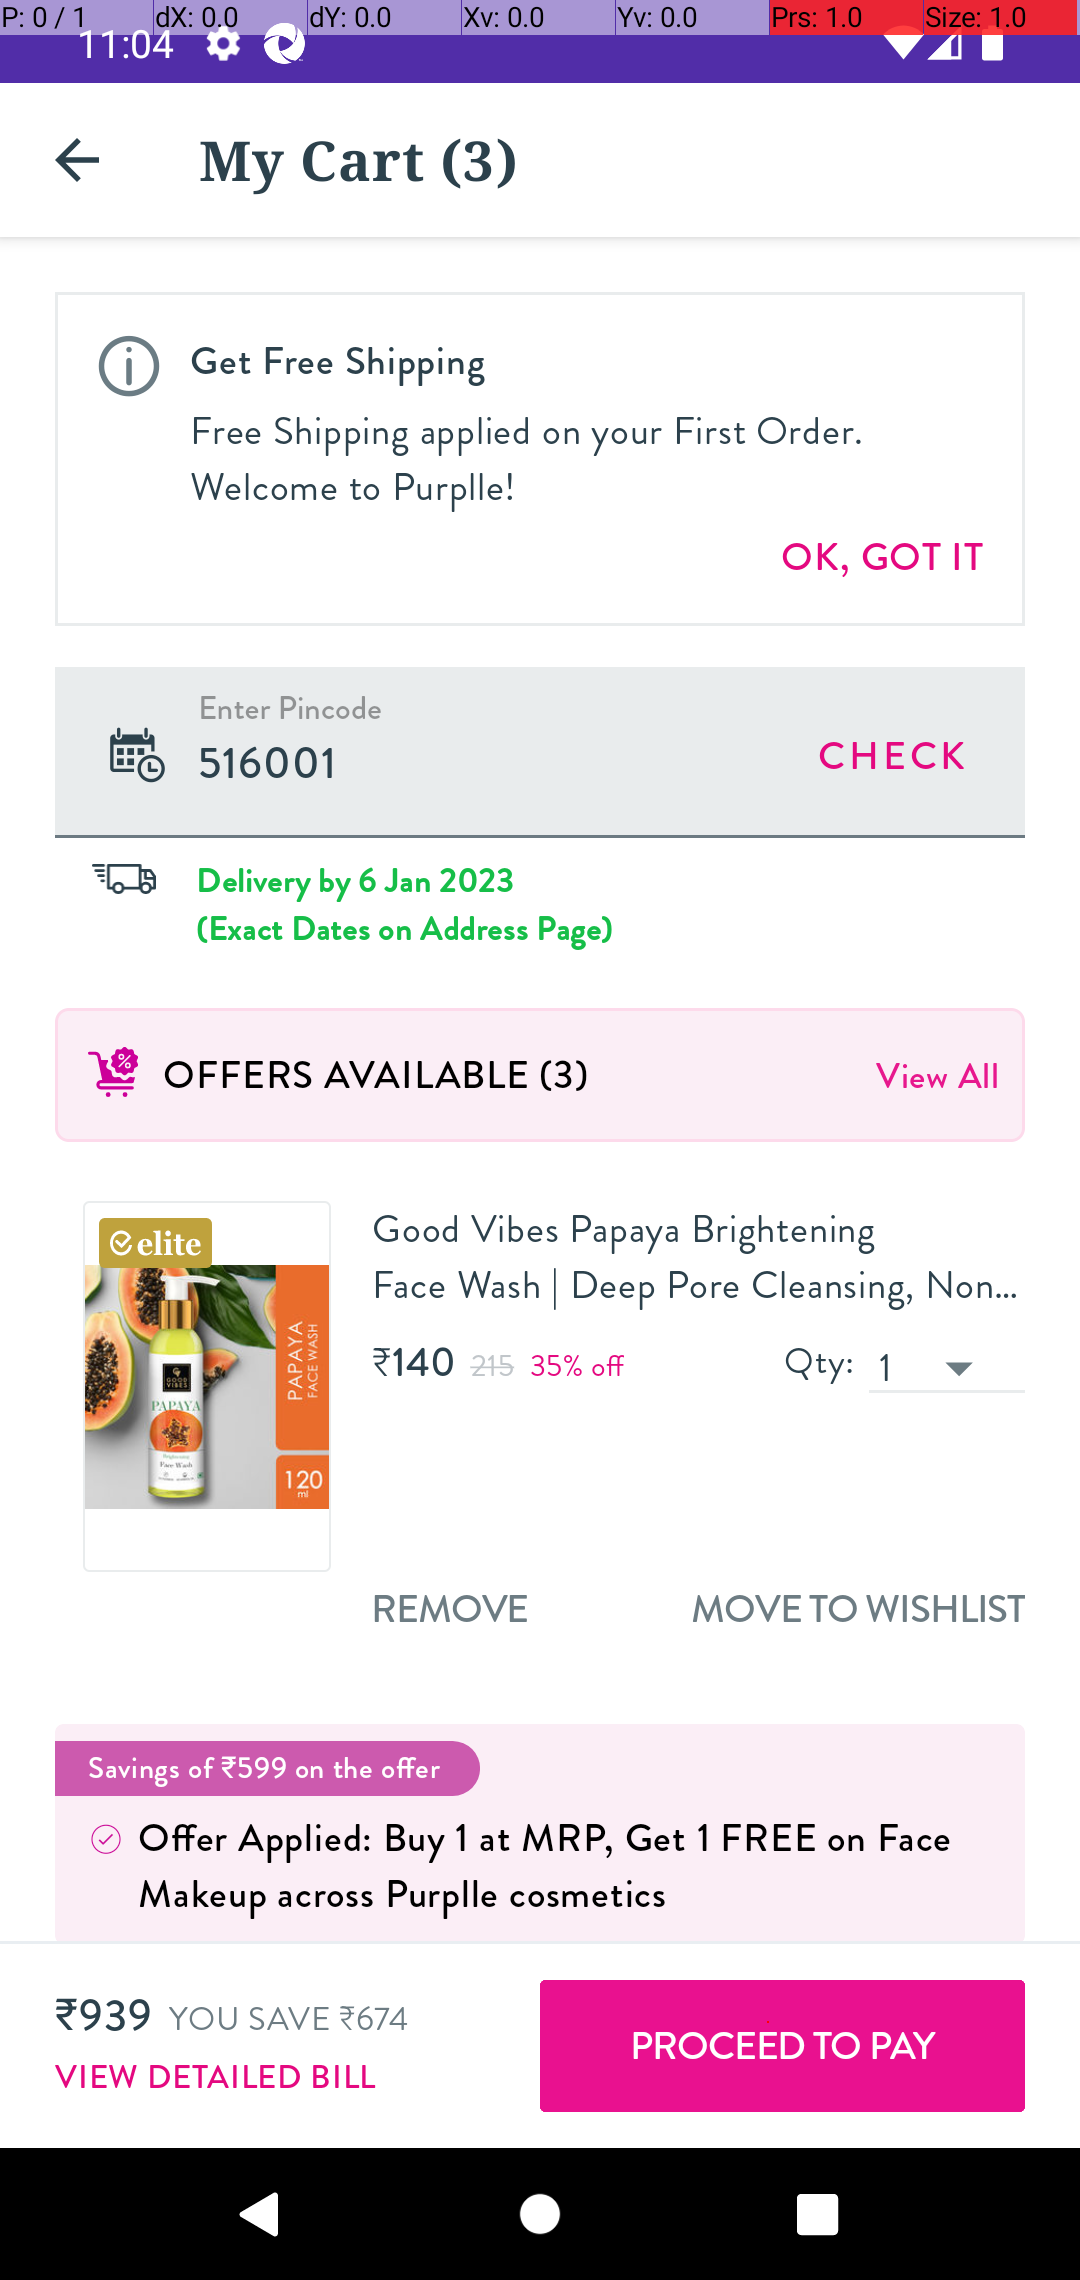 P: 0 / 1 dX: 0.0 dY: 0.0 Xv: 0.0 Yv: 0.0 Prs: 1.0 Size: 1.0
11:04
My Cart (3)
Get Free Shipping
Free Shipping applied on your First Order.
Welcome to Purplle!
OK, GOT IT
Enter Pincode
516001
CHECK
Delivery by 6 Jan 2023
(Exact Dates on Address Page)
OFFERS AVAILABLE (3) View All
elite
PAPAYA
FACE WASH
GOOD VIBES
PAPAYA
Brightening
Face Wash
120
ml
Good Vibes Papaya Brightening
Face Wash | Deep Pore Cleansing, Non...
₹140 215 35% off Qty: 1
REMOVE MOVE TO WISHLIST
Savings of ₹599 on the offer
Offer Applied: Buy 1 at MRP, Get 1 FREE on Face
Makeup across Purplle cosmetics
₹939 YOU SAVE ₹674
VIEW DETAILED BILL
PROCEED TO PAY